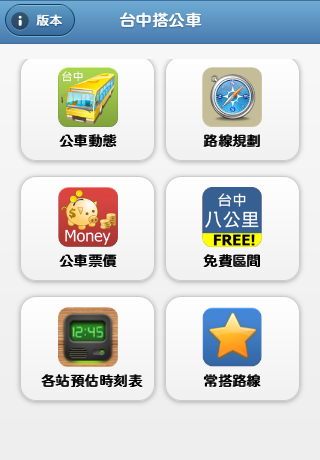 版本
台中搭公車
台中
公車動態
路線規劃
Money
公車票價
台中
八公里
FREE!
免費區間
12:45
各站預估時刻表
常搭路線